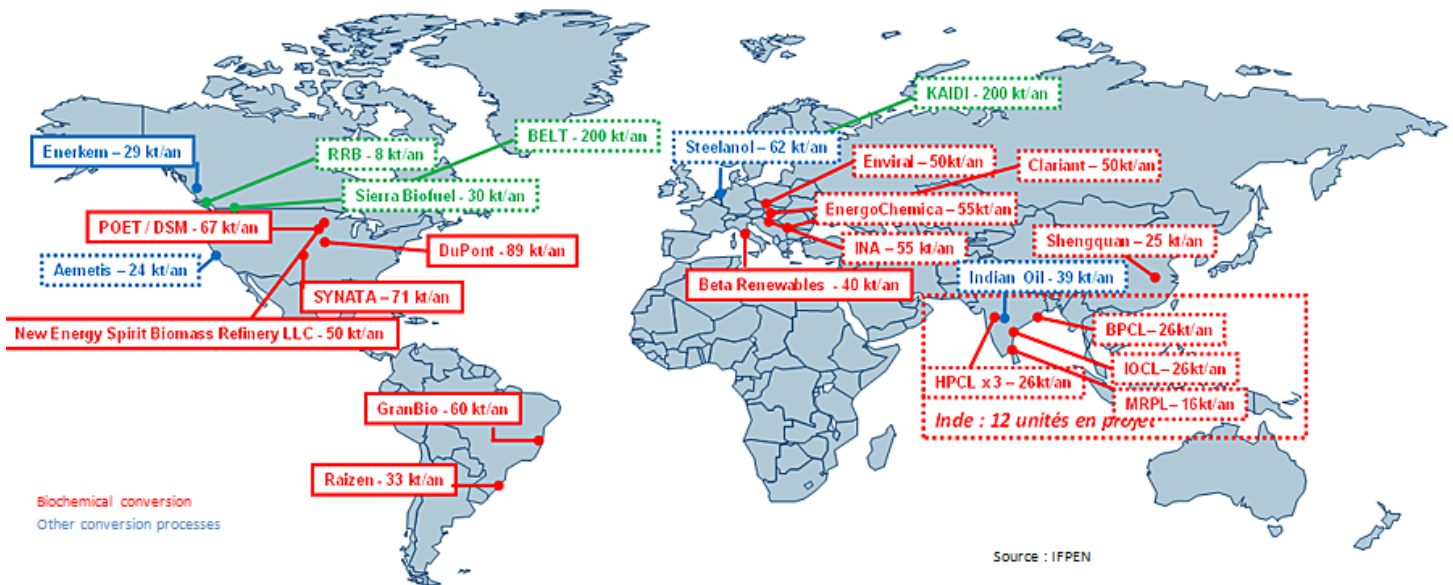 KAIDI - 200 kt/an
BELT - 200 kt/an
Enerkem – 29 kt/an
RRB - 8 kt/an
Steelanol – 62 kt/an
Enviral – 50kt/an
Clariant – 50kt/an
Sierra Biofuel - 30 kt/an
EnergoChemica – 55kt/an
POET / DSM - 67 kt/an
DuPont - 89 kt/an
INA – 55 kt/an
Shengquan – 25 kt/an
Aemetis – 24 kt/an
Beta Renewables - 40 kt/an
Indian Oil - 39 kt/an
SYNATA – 71 kt/an
New Energy Spirit Biomass Refinery LLC - 50 kt/an
BPCL– 26kt/an
IOCL– 26kt/an
HPCL x 3 – 26kt/an
MRPL– 16kt/an
Inde : 12 unités en projet
GranBio - 60 kt/an
Raizen - 33 kt/an
Biochemical conversion
Other conversion processes
Source : IFPEN